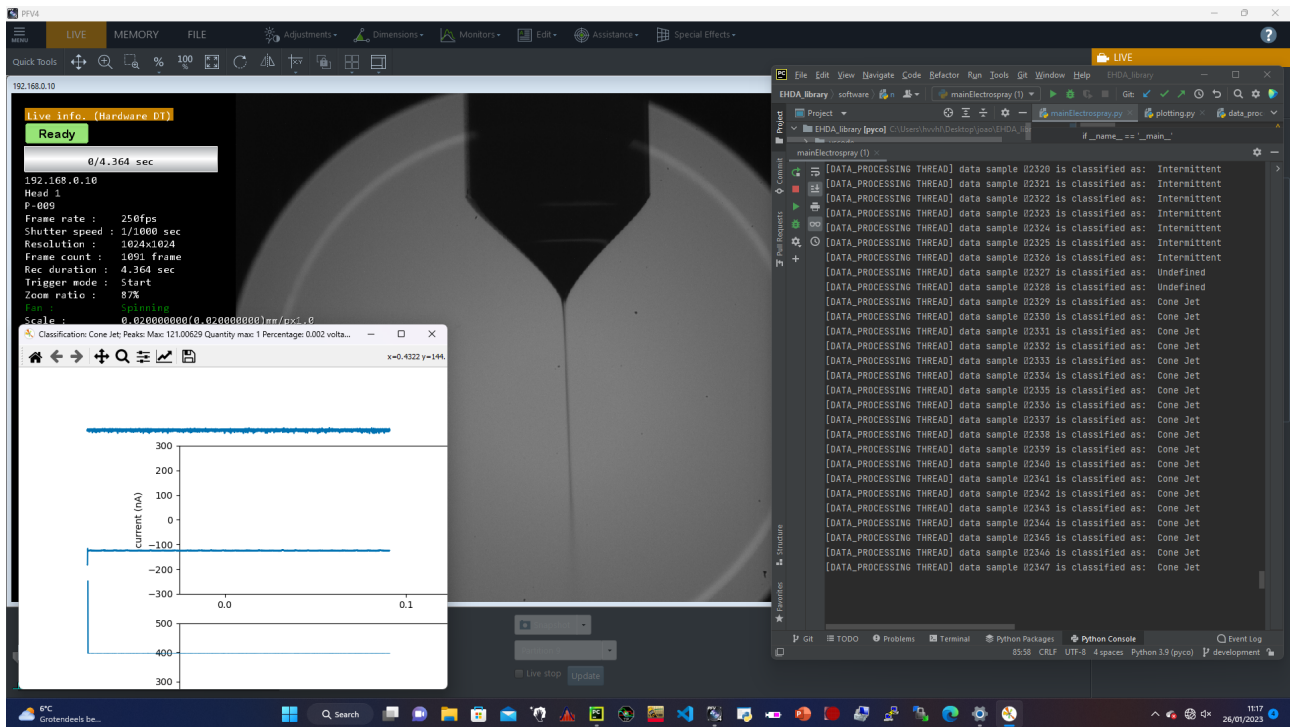 PFV4
MENU
LIVE
MEMORY
FILE
Adjustments
Dimensions
Monitors
Edit
Assistance
Special Effects
?
Quick Tools
%
100
%
LIVE
192.168.0.10
Live info. (Hardware DT)
Ready
0/4.364 sec
192.168.0.10
Head 1
P-009
Frame rate : 250fps
Shutter speed : 1/1000 sec
Resolution : 1024x1024
Frame count : 1091 frame
Rec duration : 4.364 sec
Trigger mode : Start
Zoom ratio : 87%
Fan : Spinning
Scale : 0.020000000(0.020000000)mm/px1.0
Classification: Cone Jet; Peaks: Max: 121.00629 Quantity max: 1 Percentage: 0.002 volta...
x=0.4322 y=144.
300
200
100
0
−100
−200
−300
current (nA)
0.0
0.1
500
400
300
Live stop
Update
PC
File Edit View Navigate Code Refactor Run Tools Git Window Help EHDA_library
EHDA_library software mainElectrospray (1) Git:
Project mainElectrospray.py plotting.py data_proc
EHDA_library [pyco] C:\Users\hvvhl\Desktop\joao\EHDA_libr
if __name__ == '__main__'
mainElectrospray (1)
[DATA_PROCESSING THREAD] data sample 2320 is classified as: Intermittent
[DATA_PROCESSING THREAD] data sample 2321 is classified as: Intermittent
[DATA_PROCESSING THREAD] data sample 2322 is classified as: Intermittent
[DATA_PROCESSING THREAD] data sample 2323 is classified as: Intermittent
[DATA_PROCESSING THREAD] data sample 2324 is classified as: Intermittent
[DATA_PROCESSING THREAD] data sample 2325 is classified as: Intermittent
[DATA_PROCESSING THREAD] data sample 2326 is classified as: Intermittent
[DATA_PROCESSING THREAD] data sample 2327 is classified as: Undefined
[DATA_PROCESSING THREAD] data sample 2328 is classified as: Undefined
[DATA_PROCESSING THREAD] data sample 2329 is classified as: Cone Jet
[DATA_PROCESSING THREAD] data sample 2330 is classified as: Cone Jet
[DATA_PROCESSING THREAD] data sample 2331 is classified as: Cone Jet
[DATA_PROCESSING THREAD] data sample 2332 is classified as: Cone Jet
[DATA_PROCESSING THREAD] data sample 2333 is classified as: Cone Jet
[DATA_PROCESSING THREAD] data sample 2334 is classified as: Cone Jet
[DATA_PROCESSING THREAD] data sample 2335 is classified as: Cone Jet
[DATA_PROCESSING THREAD] data sample 2336 is classified as: Cone Jet
[DATA_PROCESSING THREAD] data sample 2337 is classified as: Cone Jet
[DATA_PROCESSING THREAD] data sample 2338 is classified as: Cone Jet
[DATA_PROCESSING THREAD] data sample 2339 is classified as: Cone Jet
[DATA_PROCESSING THREAD] data sample 2340 is classified as: Cone Jet
[DATA_PROCESSING THREAD] data sample 2341 is classified as: Cone Jet
[DATA_PROCESSING THREAD] data sample 2342 is classified as: Cone Jet
[DATA_PROCESSING THREAD] data sample 2343 is classified as: Cone Jet
[DATA_PROCESSING THREAD] data sample 2344 is classified as: Cone Jet
[DATA_PROCESSING THREAD] data sample 2345 is classified as: Cone Jet
[DATA_PROCESSING THREAD] data sample 2346 is classified as: Cone Jet
[DATA_PROCESSING THREAD] data sample 2347 is classified as: Cone Jet
Project
Commit
Pull Requests
Structure
Favorites
Git TODO Problems Terminal Python Packages Python Console Event Log
85:58 CRLF UTF-8 4 spaces Python 3.9 (pyco) development
6°C
Grotendeels be...
Search
11:17
26/01/2023